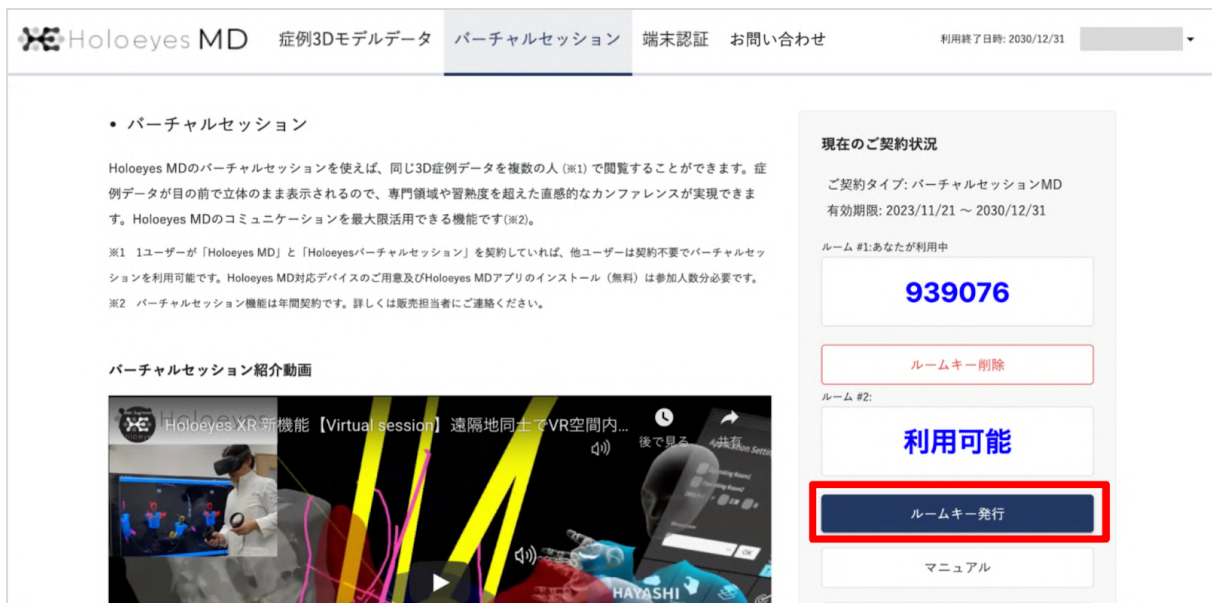 Holoeyes MD
症例3Dモデルデータ
バーチャルセッション
端末認証
お問い合わせ
利用終了日時: 2030/12/31
• バーチャルセッション
Holoeyes MDのバーチャルセッションを使えば、同じ3D症例データを複数の人 (※1) で閲覧することができます。症
例データが目の前で立体のまま表示されるので、専門領域や習熟度を超えた直感的なカンファレンスが実現できま
す。Holoeyes MDのコミュニケーションを最大限活用できる機能です(※2)。
※1 1ユーザーが「Holoeyes MD」と「Holoeyesバーチャルセッション」を契約していれば、他ユーザーは契約不要でバーチャルセッ
ションを利用可能です。Holoeyes MD対応デバイスのご用意及びHoloeyes MDアプリのインストール（無料）は参加人数分必要です。
※2 バーチャルセッション機能は年間契約です。詳しくは販売担当者にご連絡ください。
バーチャルセッション紹介動画
Holoeyes XR 新機能【Virtual session】遠隔地同士でVR空間内...
後で見る
共有
Application Setti
Operating Room1
Operating Room2
OK
HAYASHI
現在のご契約状況
ご契約タイプ: バーチャルセッションMD
有効期限: 2023/11/21 ～ 2030/12/31
ルーム #1:あなたが利用中
939076
ルームキー削除
ルーム #2:
利用可能
ルームキー発行
マニュアル